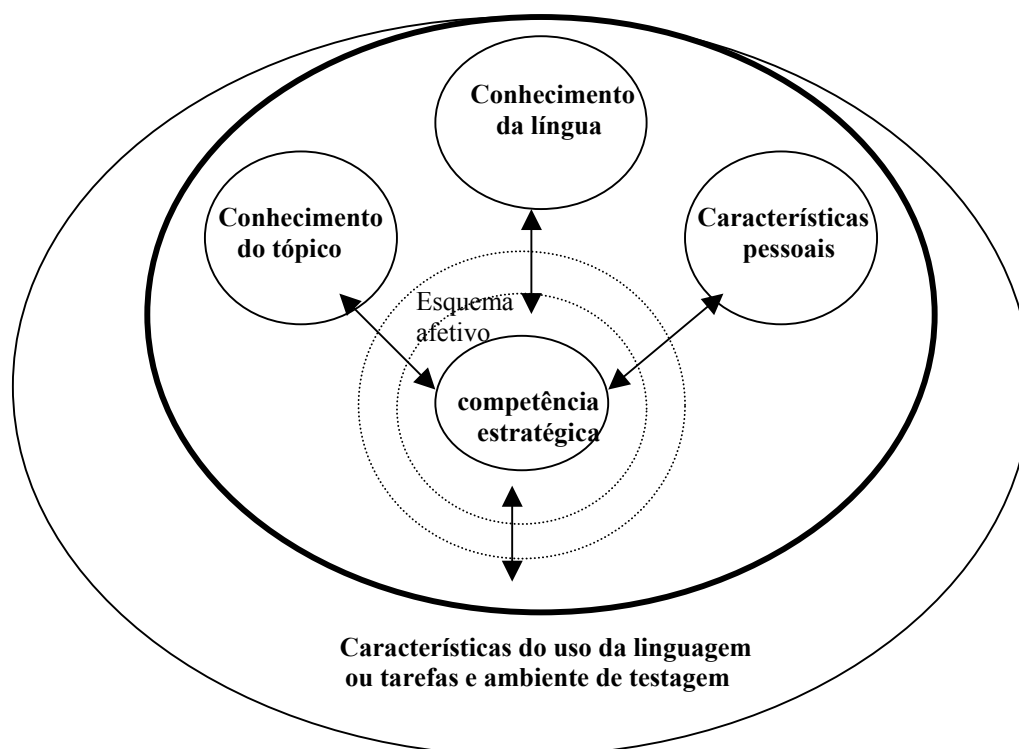 Conhecimento
da língua
Conhecimento
do tópico
Caracterísficas
pessoais
Esquema
afetivo
competência
estratégica
Características do uso da linguagem
ou tarefas e ambiente de testagem